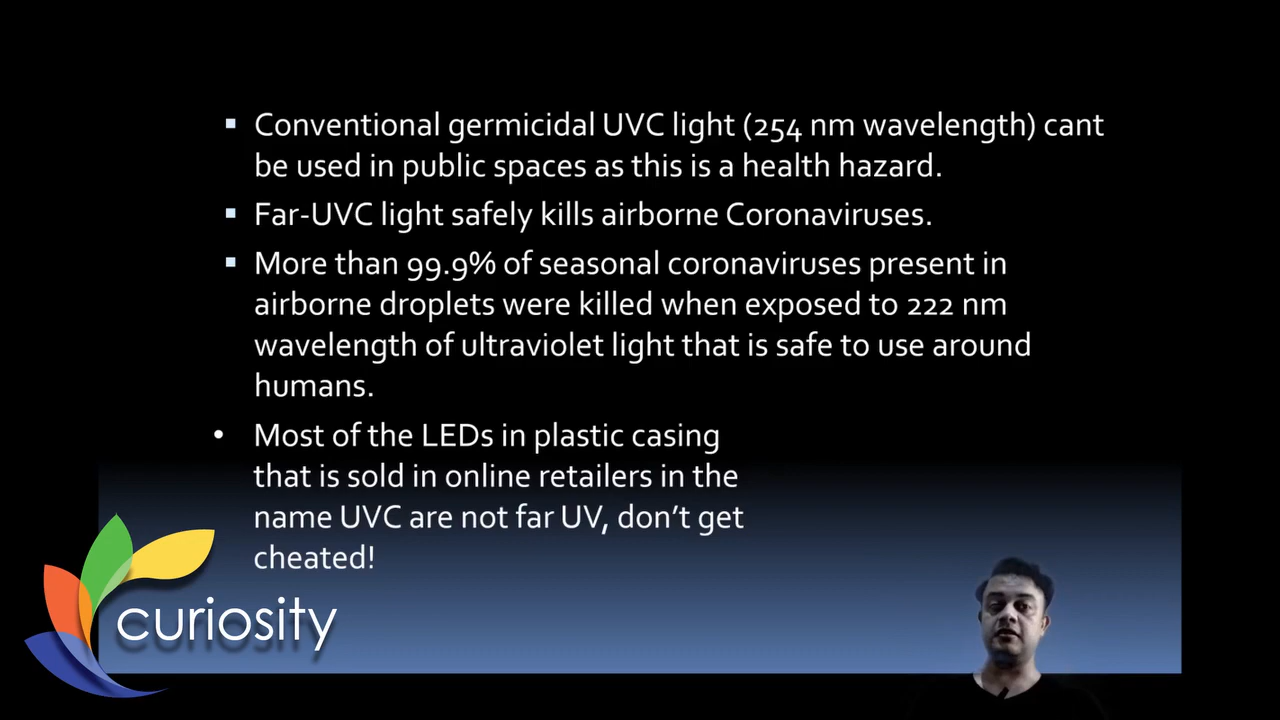 ▪ Conventional germicidal UVC light (254 nm wavelength) cant
be used in public spaces as this is a health hazard.
▪ Far-UVC light safely kills airborne Coronaviruses.
▪ More than 99.9% of seasonal coronaviruses present in
airborne droplets were killed when exposed to 222 nm
wavelength of ultraviolet light that is safe to use around
humans.
• Most of the LEDs in plastic casing
that is sold in online retailers in the
name UVC are not far UV, don’t get
cheated!
curiosity